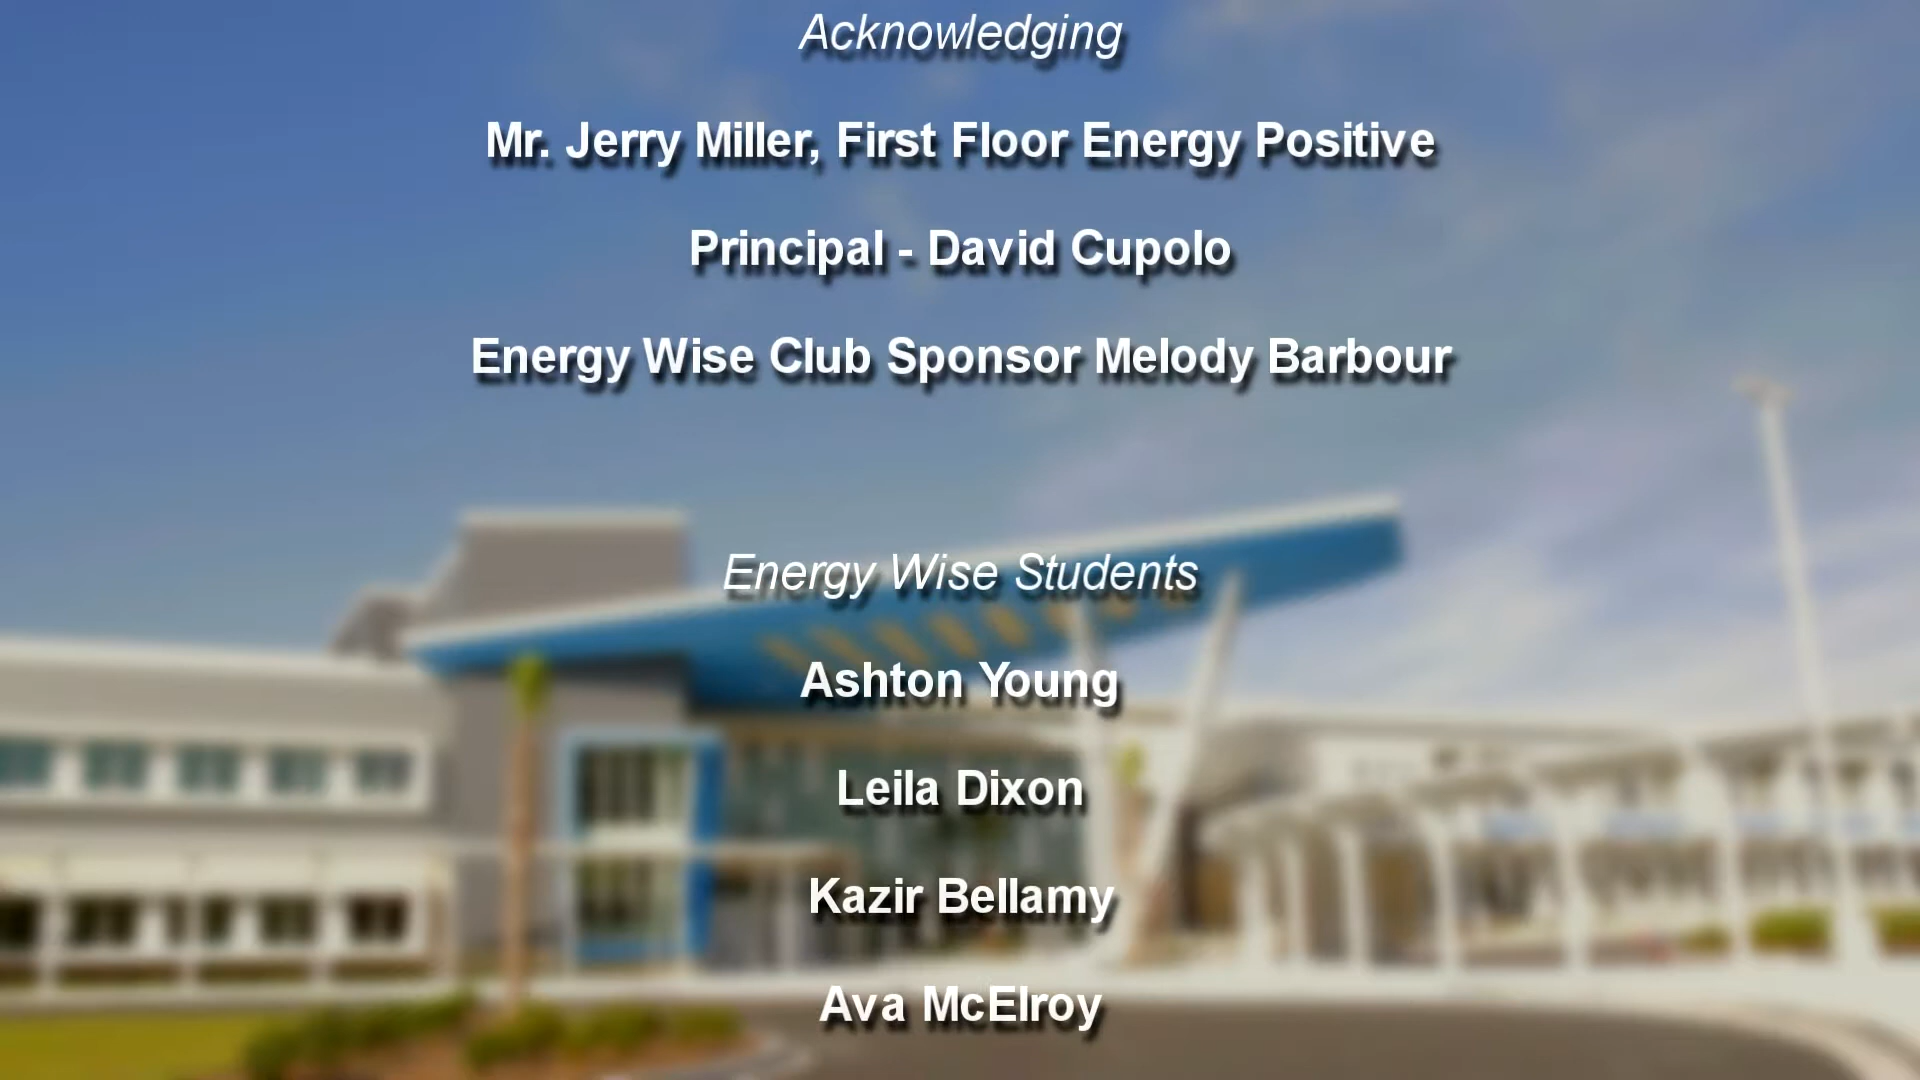 Acknowledging
Mr. Jerry Miller, First Floor Energy Positive
Principal - David Cupolo
Energy Wise Club Sponsor Melody Barbour
Energy Wise Students
Ashton Young
Leila Dixon
Kazir Bellamy
Ava McElroy